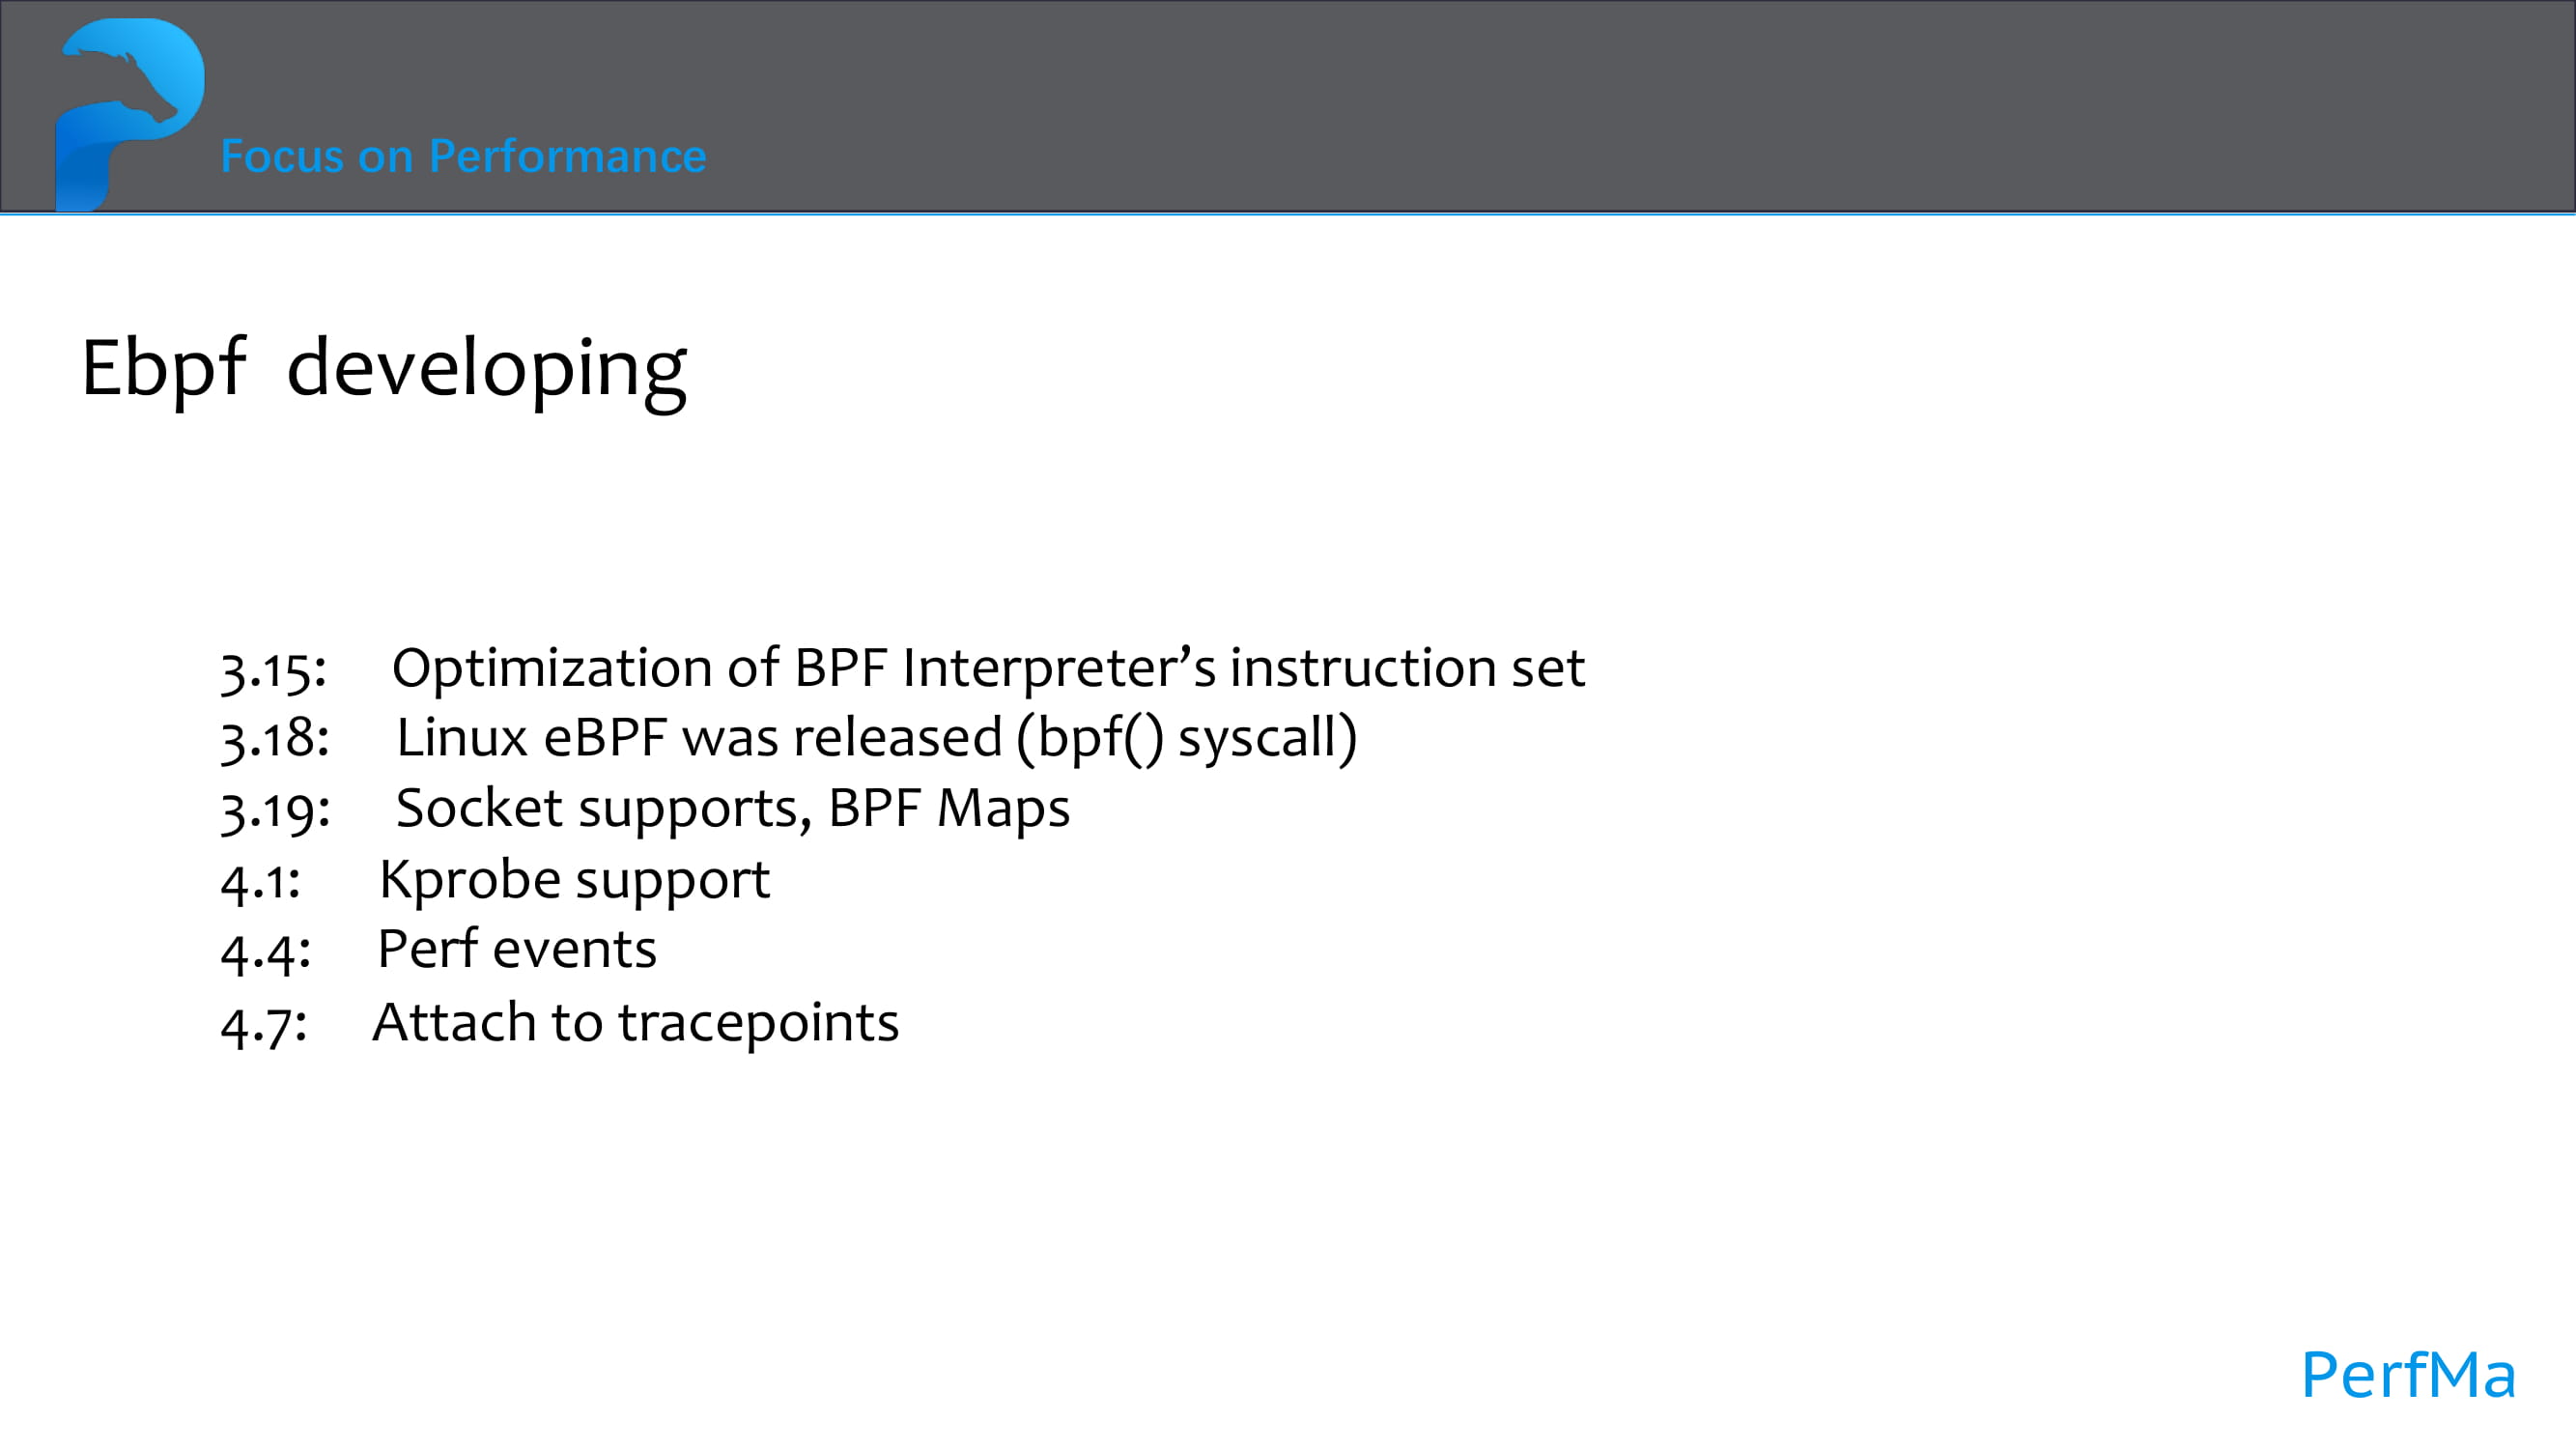 Focus on Performance
Ebpf developing
3.15: Optimization of BPF Interpreter’s instruction set
3.18: Linux eBPF was released (bpf() syscall)
3.19: Socket supports, BPF Maps
4.1: Kprobe support
4.4: Perf events
4.7: Attach to tracepoints
PerfMa